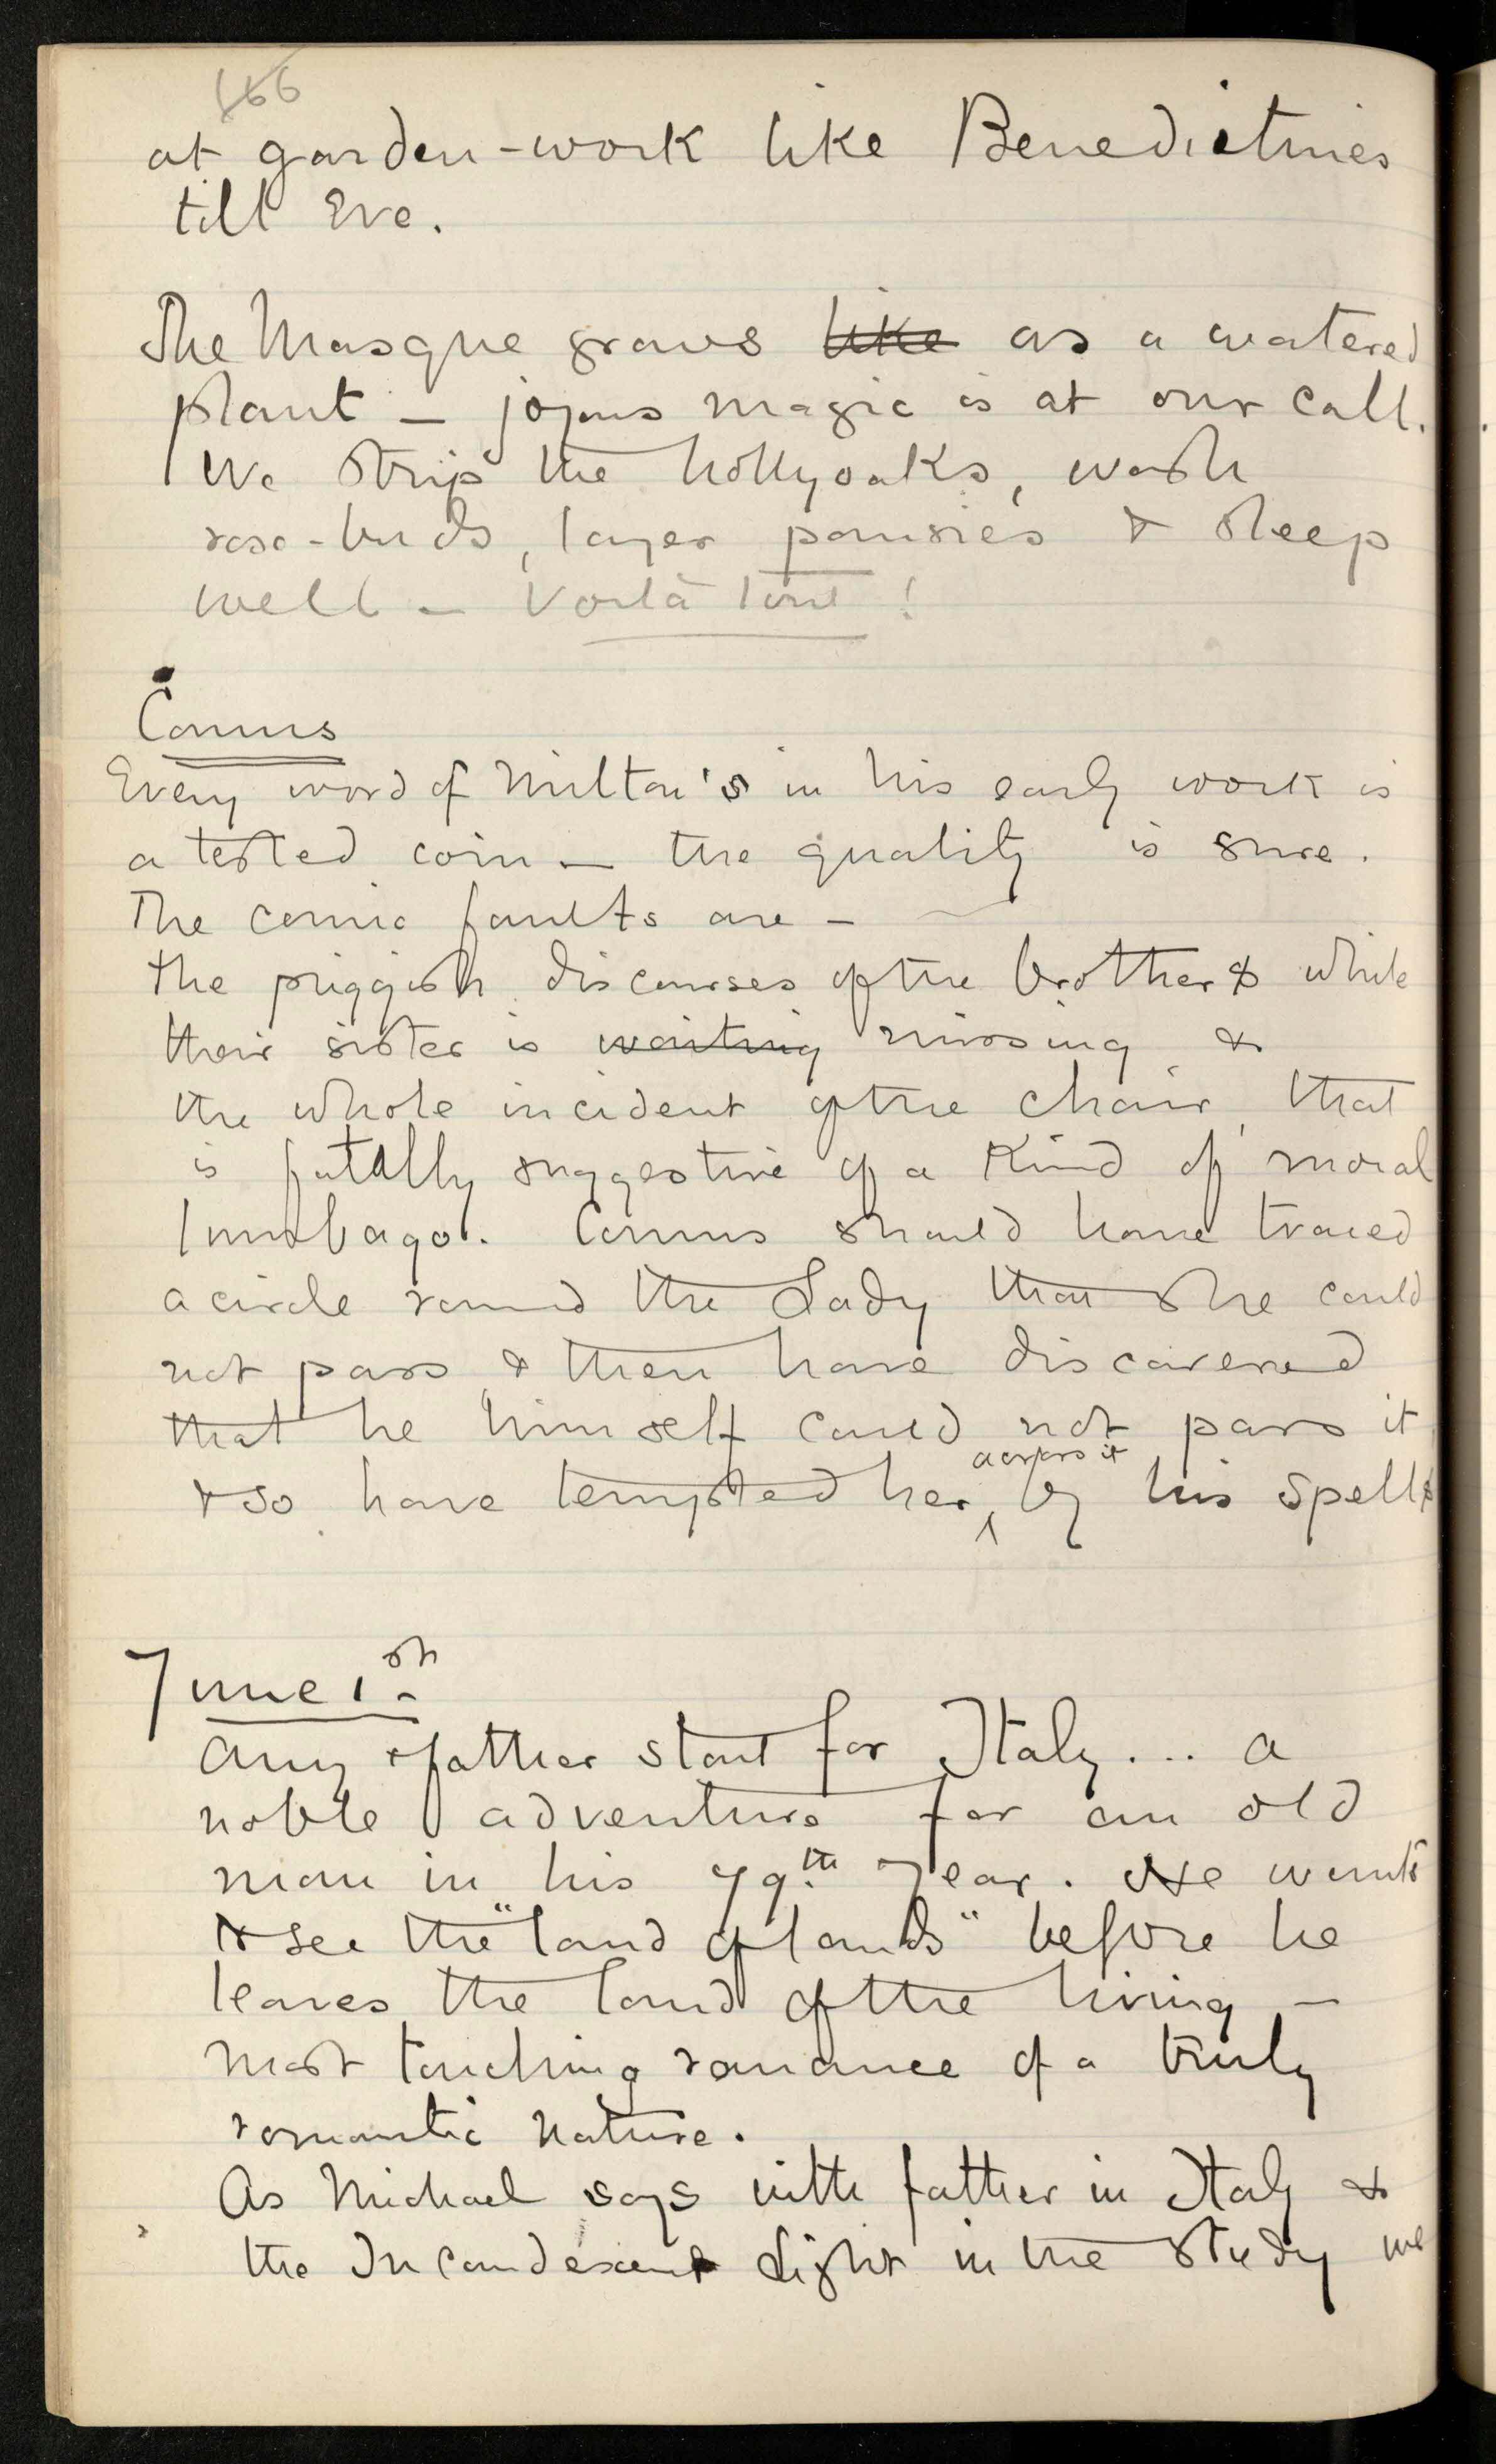 166
at garden-work like Benedictines
till Eve.
The Masque grows ~~like~~ as a watered
plant – joyous magic is at our call.
We strip the hollyoaks, wash
rose-buds, layer pansies & sleep
well – Voilà tout !
Comus
Every word of Milton's in his early work is
a tested coin – the quality is sure.
The comic faults are –
the priggish discourses of the brothers while
their sister is ~~waiting~~ missing &
the whole incident of the chair, that
is fatally suggestive of a kind of moral
lumbago. Comus should have traced
a circle round the Lady that she could
not pass & then have discovered
that he himself could not pass it
& so have tempted her across it by his spells
June 1st
Amy & father start for Italy... a
noble adventure for an old
man in his 79th year. He wants
to see the "land of lands" before he
leaves the land of the living –
most touching romance of a truly
romantic nature.
As Michael says with father in Italy &
the Incandescent Light in the study we